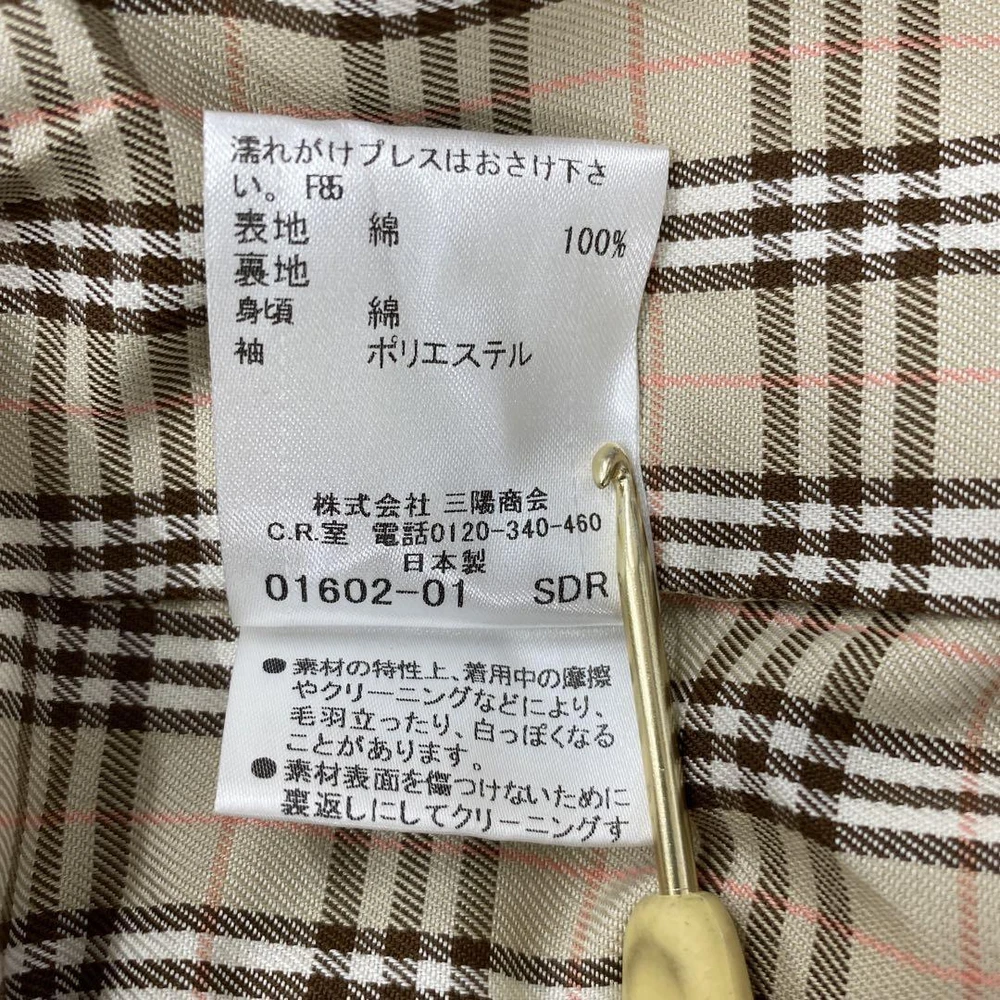 濡れがけプレスはおさけ下さ
い。 F85
表地 綿 100%
裏地
身頃 綿
袖 ポリエステル
株式会社 三陽商会
C.R.室 電話0120-340-460
日本製
01602-01 SDR
●素材の特性上、着用中の摩擦
やクリーニングなどにより、
毛羽立ったり、白っぽくなる
ことがあります。
●素材表面を傷つけないために
裏返しにしてクリーニングす